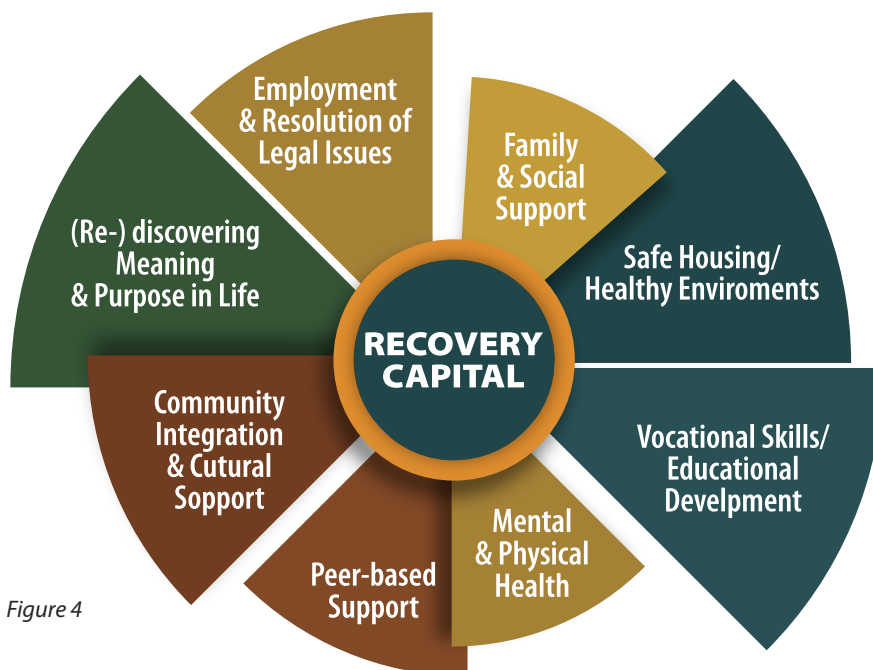 Employment
& Resolution of
Legal Issues
Family
& Social
Support
Safe Housing/
Healthy Enviroments
Vocational Skills/
Educational
Develpment
Mental
& Physical
Health
Peer-based
Support
Community
Integration
& Cutural
Sopport
(Re-) discovering
Meaning
& Purpose in Life
RECOVERY
CAPITAL
Figure 4